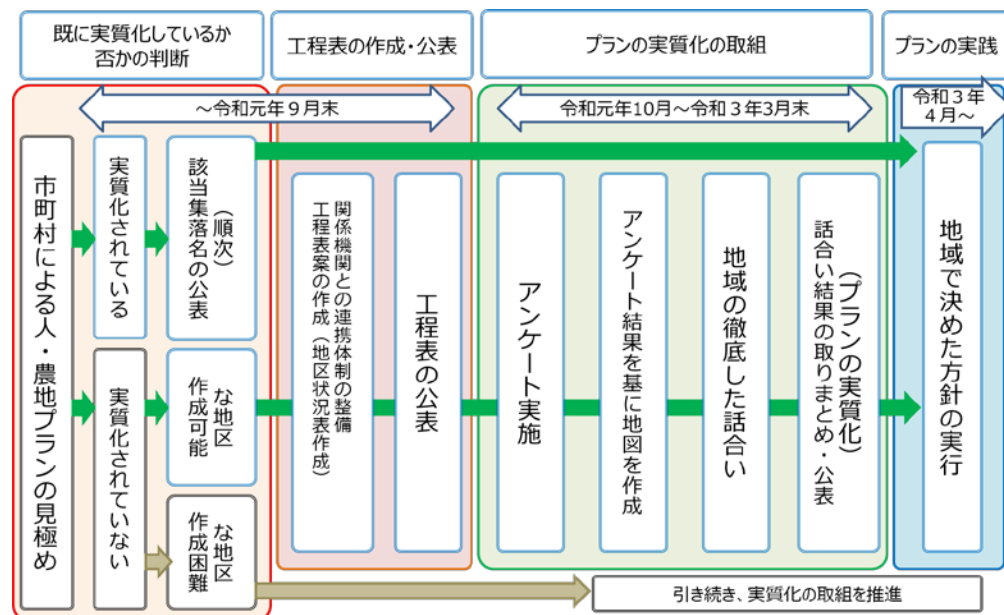 既に実質化しているか
否かの判断
工程表の作成・公表
プランの実質化の取組
プランの実践
～令和元年９月末
令和元年10月～令和３年3月末
令和３年
４月～
市町村による人・農地プランの見極め
実質化されている
該当集落名の公表
（順次）
実質化されていない
作成可能
な地区
作成困難
な地区
関係機関との連携体制の整備
工程表案の作成（地区状況表作成）
工程表の公表
アンケート実施
アンケート結果を基に地図を作成
地域の徹底した話合い
（プランの実質化）
話合い結果の取りまとめ・公表
地域で決めた方針の実行
引き続き、実質化の取組を推進